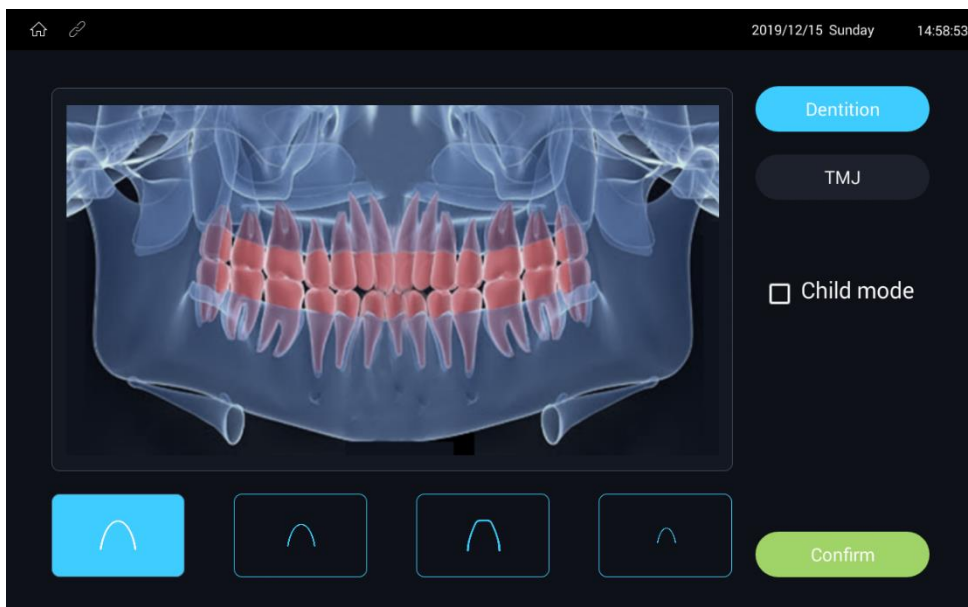 2019/12/15 Sunday 14:58:53
Dentition
TMJ
Child mode
Confirm